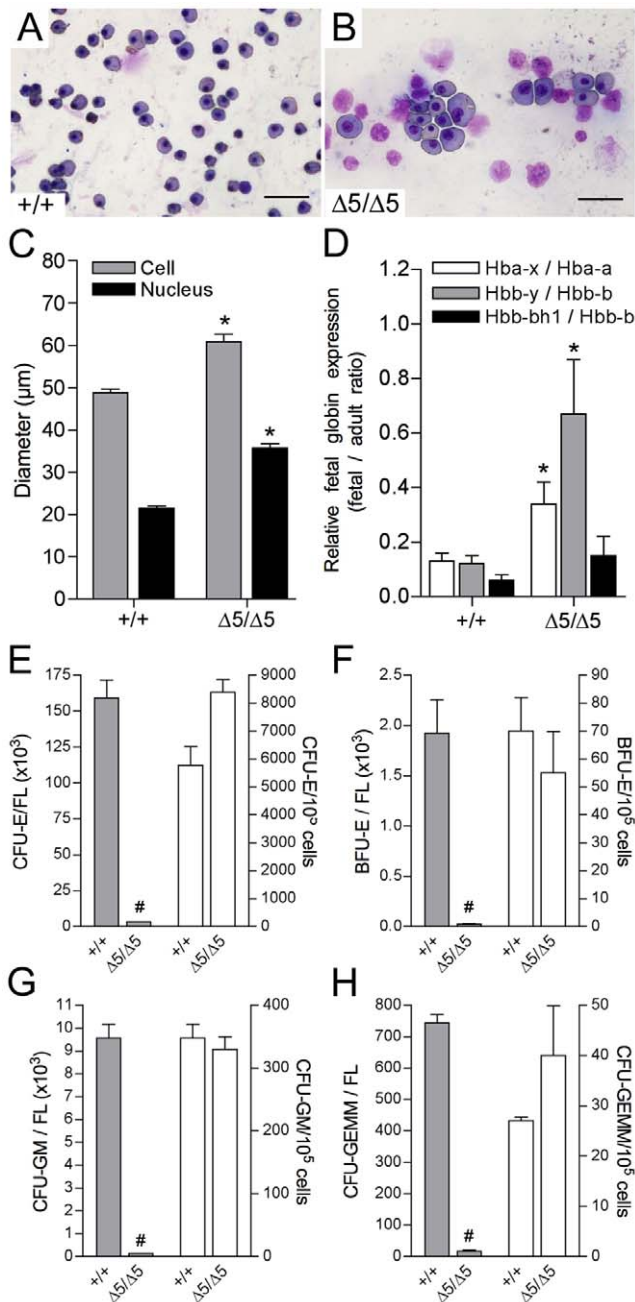 A
B
+/+
Δ5/Δ5
C
D
80
70
60
50
40
30
20
10
0
Diameter (µm)
Cell
Nucleus
*
*
+/+
Δ5/Δ5
1.2
1.0
0.8
0.6
0.4
0.2
0.0
Relative fetal globin expression
(fetal / adult ratio)
Hba-x / Hba-a
Hbb-y / Hbb-b
Hbb-bh1 / Hbb-b
*
*
+/+
Δ5/Δ5
E
175
150
125
100
75
50
25
0
CFU-E/FL (x10³)
#
9000
8000
7000
6000
5000
4000
3000
2000
1000
0
CFU-E/10⁵ cells
+/+
Δ5/Δ5
+/+
Δ5/Δ5
F
2.5
2.0
1.5
1.0
0.5
0.0
BFU-E / FL (x10³)
#
90
80
70
60
50
40
30
20
10
0
BFU-E/10⁵ cells
+/+
Δ5/Δ5
+/+
Δ5/Δ5
G
11
10
9
8
7
6
5
4
3
2
1
0
CFU-GM / FL (x10³)
#
400
300
200
100
0
CFU-GM/10⁵ cells
+/+
Δ5/Δ5
+/+
Δ5/Δ5
H
800
700
600
500
400
300
200
100
0
CFU-GEMM / FL
#
50
40
30
20
10
0
CFU-GEMM/10⁵ cells
+/+
Δ5/Δ5
+/+
Δ5/Δ5